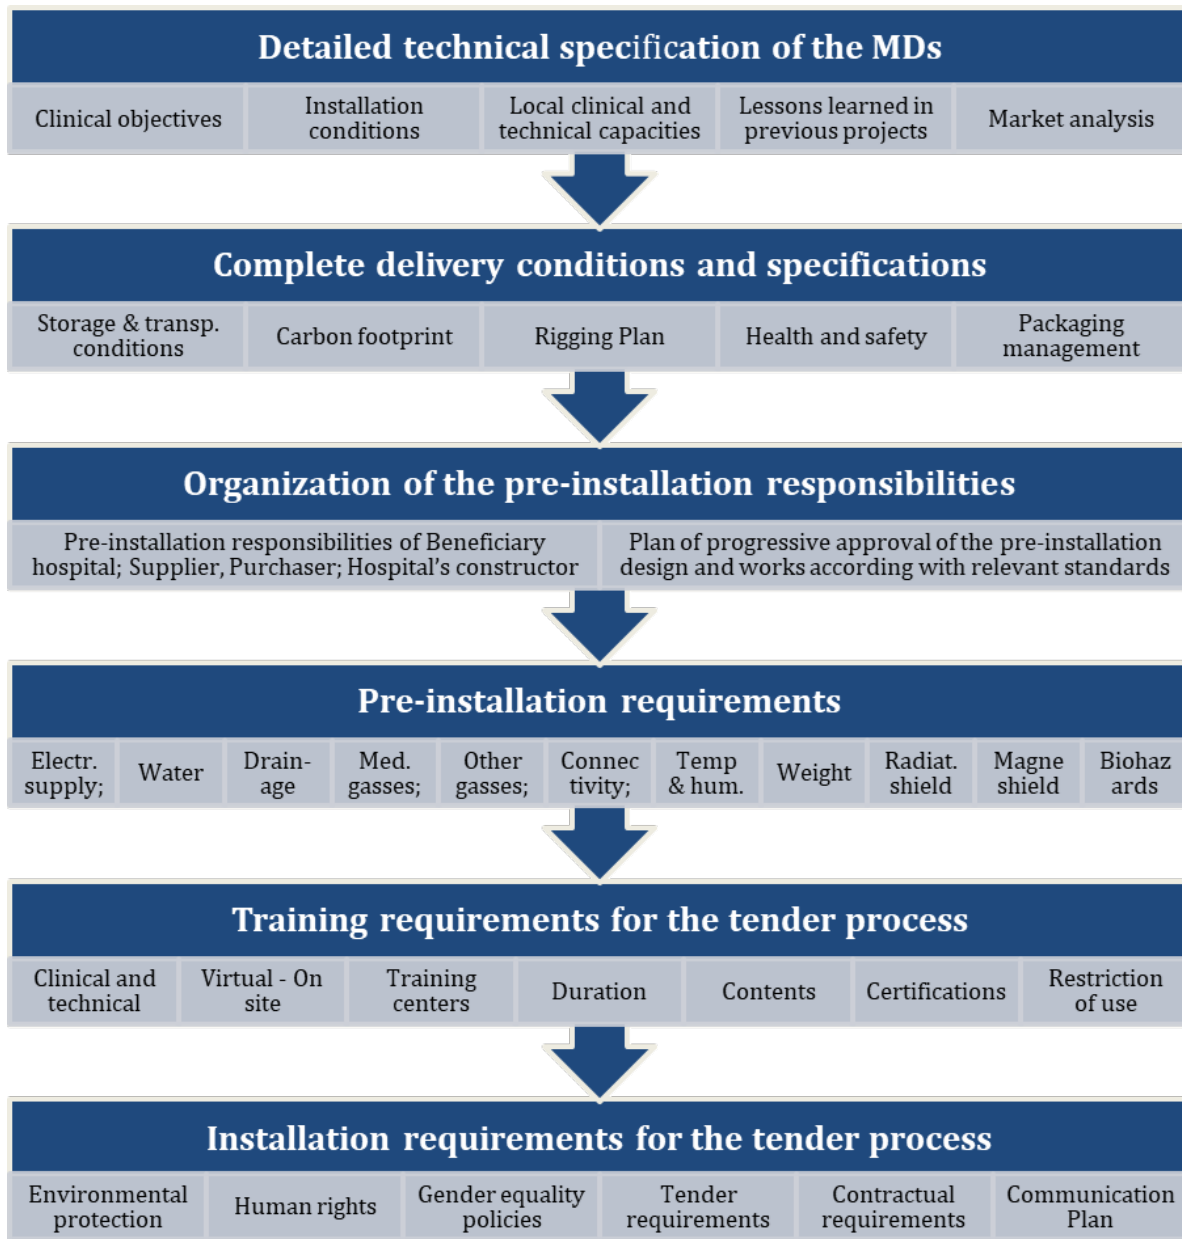 Detailed technical specification of the MDs
Clinical objectives
Installation
conditions
Local clinical and
technical capacities
Lessons learned in
previous projects
Market analysis
Complete delivery conditions and specifications
Storage & transp.
conditions
Carbon footprint
Rigging Plan
Health and safety
Packaging
management
Organization of the pre-installation responsibilities
Pre-installation responsibilities of Beneficiary
hospital; Supplier, Purchaser; Hospital's constructor
Plan of progressive approval of the pre-installation
design and works according with relevant standards
Pre-installation requirements
Electr.
supply;
Water
Drain-
age
Med.
gasses;
Other
gasses;
Connec
tivity;
Temp
& hum.
Weight
Radiat.
shield
Magne
shield
Biohaz
ards
Training requirements for the tender process
Clinical and
technical
Virtual - On
site
Training
centers
Duration
Contents
Certifications
Restriction
of use
Installation requirements for the tender process
Environmental
protection
Human rights
Gender equality
policies
Tender
requirements
Contractual
requirements
Communication
Plan